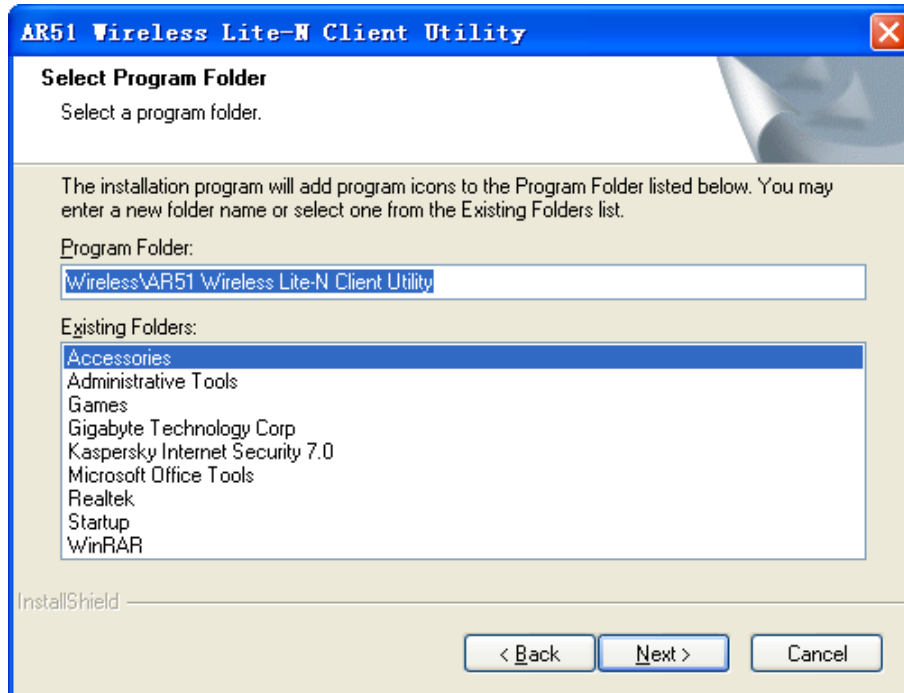 AR51 Wireless Lite-N Client Utility
Select Program Folder
Select a program folder.
The installation program will add program icons to the Program Folder listed below. You may
enter a new folder name or select one from the Existing Folders list.
Program Folder:
\Wireless\AR51 Wireless Lite-N Client Utility
Existing Folders:
Accessories
Administrative Tools
Games
Gigabyte Technology Corp
Kaspersky Internet Security 7.0
Microsoft Office Tools
Realtek
Startup
WinRAR
InstallShield
< Back Next > Cancel